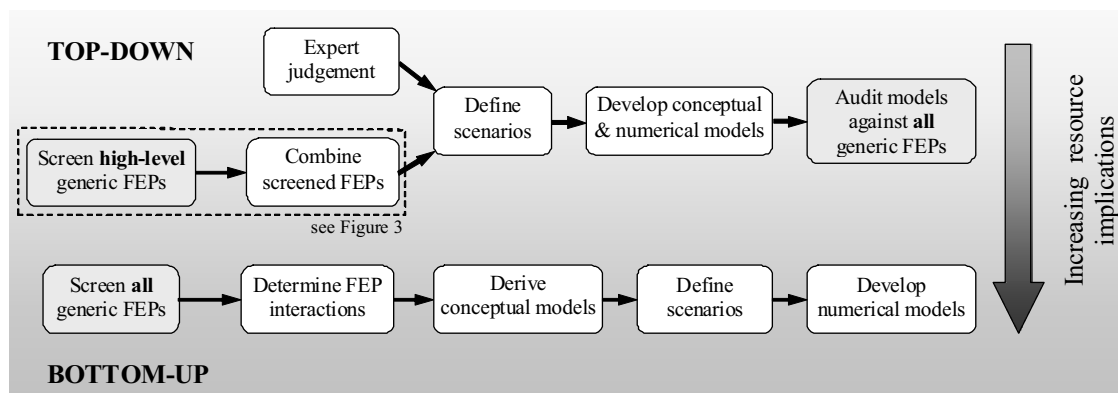 TOP-DOWN
Expert
judgement
Define
scenarios
Develop conceptual
& numerical models
Audit models
against all
generic FEPs
Screen high-level
generic FEPs
Combine
screened FEPs
see Figure 3
Screen all
generic FEPs
Determine FEP
interactions
Derive
conceptual models
Define
scenarios
Develop
numerical models
BOTTOM-UP
Increasing resource
implications